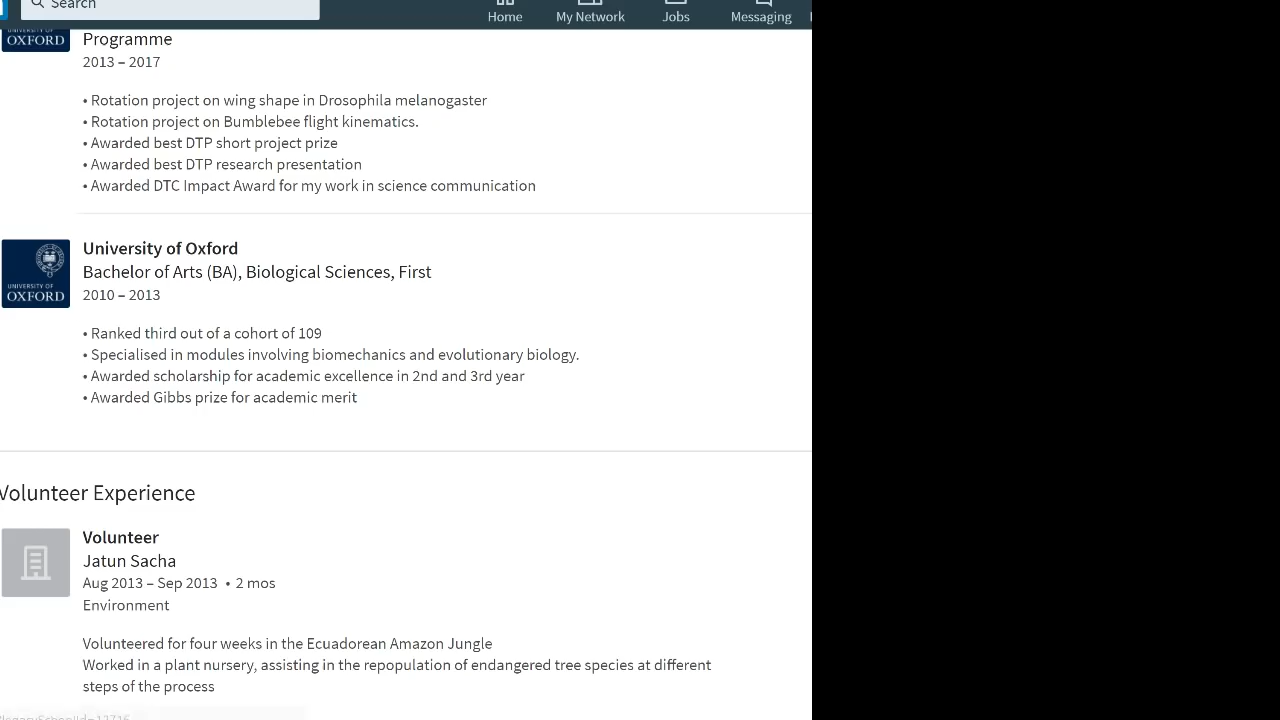 Search
Home
My Network
Jobs
Messaging
UNIVERSITY OF
OXFORD
Programme
2013 – 2017
• Rotation project on wing shape in Drosophila melanogaster
• Rotation project on Bumblebee flight kinematics.
• Awarded best DTP short project prize
• Awarded best DTP research presentation
• Awarded DTC Impact Award for my work in science communication
UNIVERSITY OF
OXFORD
University of Oxford
Bachelor of Arts (BA), Biological Sciences, First
2010 – 2013
• Ranked third out of a cohort of 109
• Specialised in modules involving biomechanics and evolutionary biology.
• Awarded scholarship for academic excellence in 2nd and 3rd year
• Awarded Gibbs prize for academic merit
Volunteer Experience
Volunteer
Jatun Sacha
Aug 2013 – Sep 2013 • 2 mos
Environment
Volunteered for four weeks in the Ecuadorean Amazon Jungle
Worked in a plant nursery, assisting in the repopulation of endangered tree species at different
steps of the process